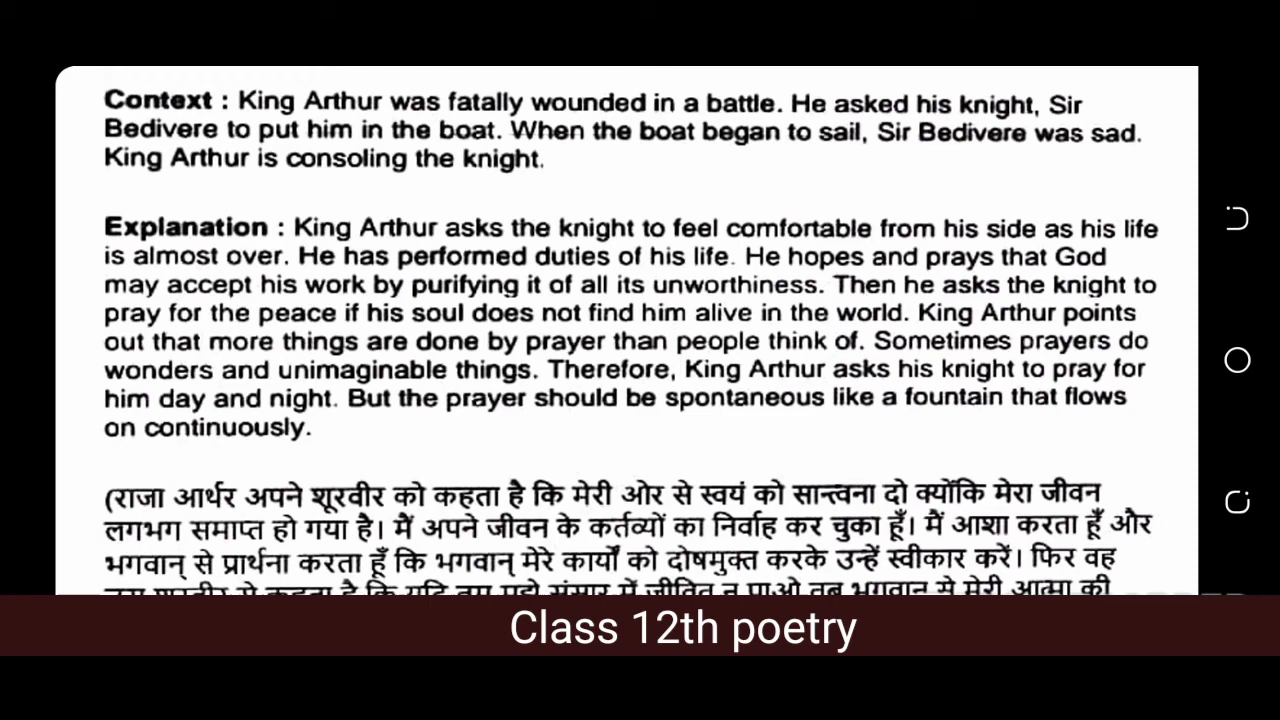 Context : King Arthur was fatally wounded in a battle. He asked his knight, Sir
Bedivere to put him in the boat. When the boat began to sail, Sir Bedivere was sad.
King Arthur is consoling the knight.
Explanation : King Arthur asks the knight to feel comfortable from his side as his life
is almost over. He has performed duties of his life. He hopes and prays that God
may accept his work by purifying it of all its unworthiness. Then he asks the knight to
pray for the peace if his soul does not find him alive in the world. King Arthur points
out that more things are done by prayer than people think of. Sometimes prayers do
wonders and unimaginable things. Therefore, King Arthur asks his knight to pray for
him day and night. But the prayer should be spontaneous like a fountain that flows
on continuously.
(राजा आर्थर अपने शूरवीर को कहता है कि मेरी ओर से स्वयं को सान्त्वना दो क्योंकि मेरा जीवन
लगभग समाप्त हो गया है। मैं अपने जीवन के कर्तव्यों का निर्वाह कर चुका हूँ। मैं आशा करता हूँ और
भगवान् से प्रार्थना करता हूँ कि भगवान् मेरे कार्यों को दोषमुक्त करके उन्हें स्वीकार करें। फिर वह
कहता है कि यदि तुम मुझे संसार में जीवित न पाओ तब भगवान से मेरी आत्मा की
Class 12th poetry